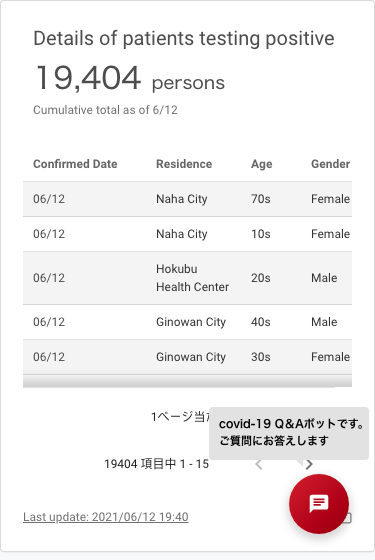 Details of patients testing positive
19,404 persons
Cumulative total as of 6/12
Confirmed Date Residence Age Gender
06/12 Naha City 70s Female
06/12 Naha City 10s Female
06/12 Hokubu Health Center 20s Male
06/12 Ginowan City 40s Male
06/12 Ginowan City 30s Female
1ページ当
covid-19 Q&Aボットです。
ご質問にお答えします
19404 項目中 1 - 15
Last update: 2021/06/12 19:40